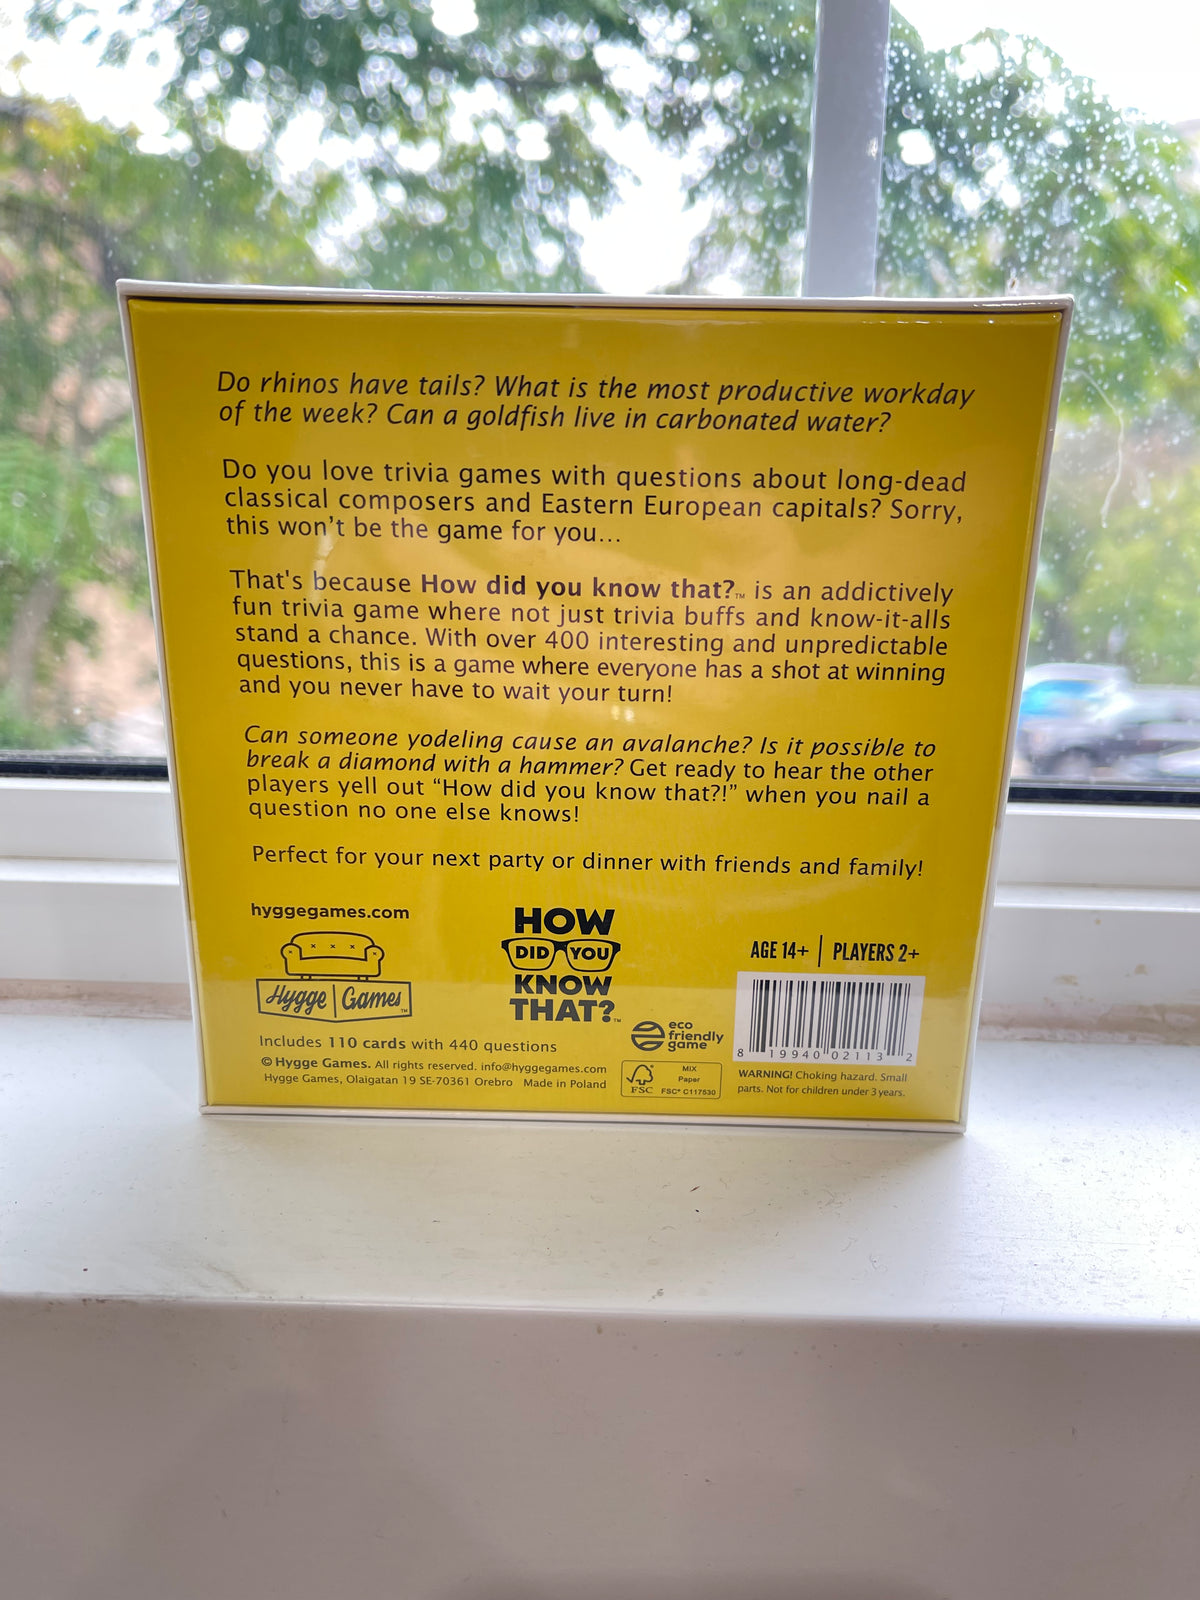 Do rhinos have tails? What is the most productive workday
of the week? Can a goldfish live in carbonated water?
Do you love trivia games with questions about long-dead
classical composers and Eastern European capitals? Sorry,
this won't be the game for you...
That's because How did you know that?™ is an addictively
fun trivia game where not just trivia buffs and know-it-alls
stand a chance. With over 400 interesting and unpredictable
questions, this is a game where everyone has a shot at winning
and you never have to wait your turn!
Can someone yodeling cause an avalanche? Is it possible to
break a diamond with a hammer? Get ready to hear the other
players yell out “How did you know that?!” when you nail a
question no one else knows!
Perfect for your next party or dinner with friends and family!
hyggegames.com
Hygge | Games™
HOW
DID YOU
KNOW
THAT?™
AGE 14+ | PLAYERS 2+
8 19940 02113 2
eco
friendly
game
Includes 110 cards with 440 questions
© Hygge Games. All rights reserved. info@hyggegames.com
Hygge Games, Olaigatan 19 SE-70361 Orebro Made in Poland
FSC®
MIX
Paper
FSC® C117530
WARNING! Choking hazard. Small
parts. Not for children under 3 years.